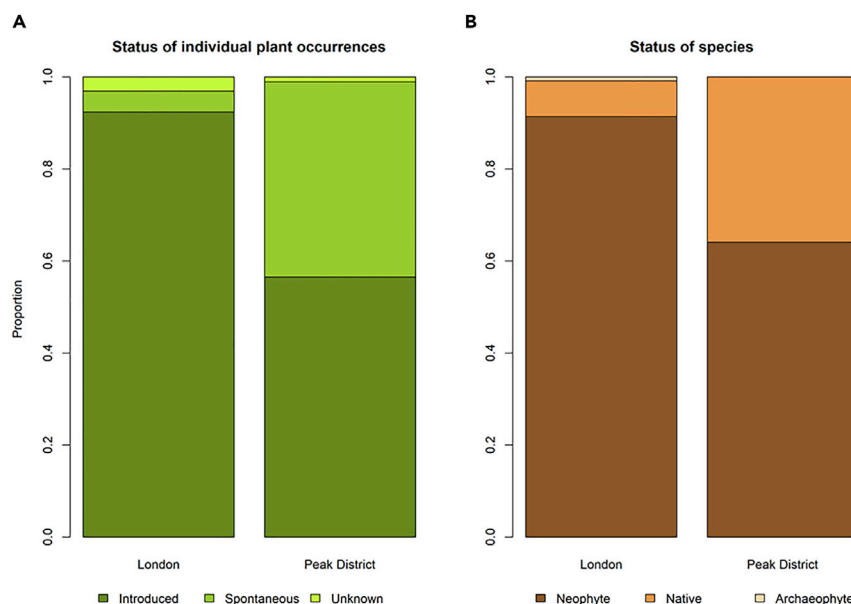 A
Status of individual plant occurrences
Proportion
1.0
0.8
0.6
0.4
0.2
0.0
London
Peak District
Introduced
Spontaneous
Unknown
B
Status of species
1.0
0.8
0.6
0.4
0.2
0.0
London
Peak District
Neophyte
Native
Archaeophyte